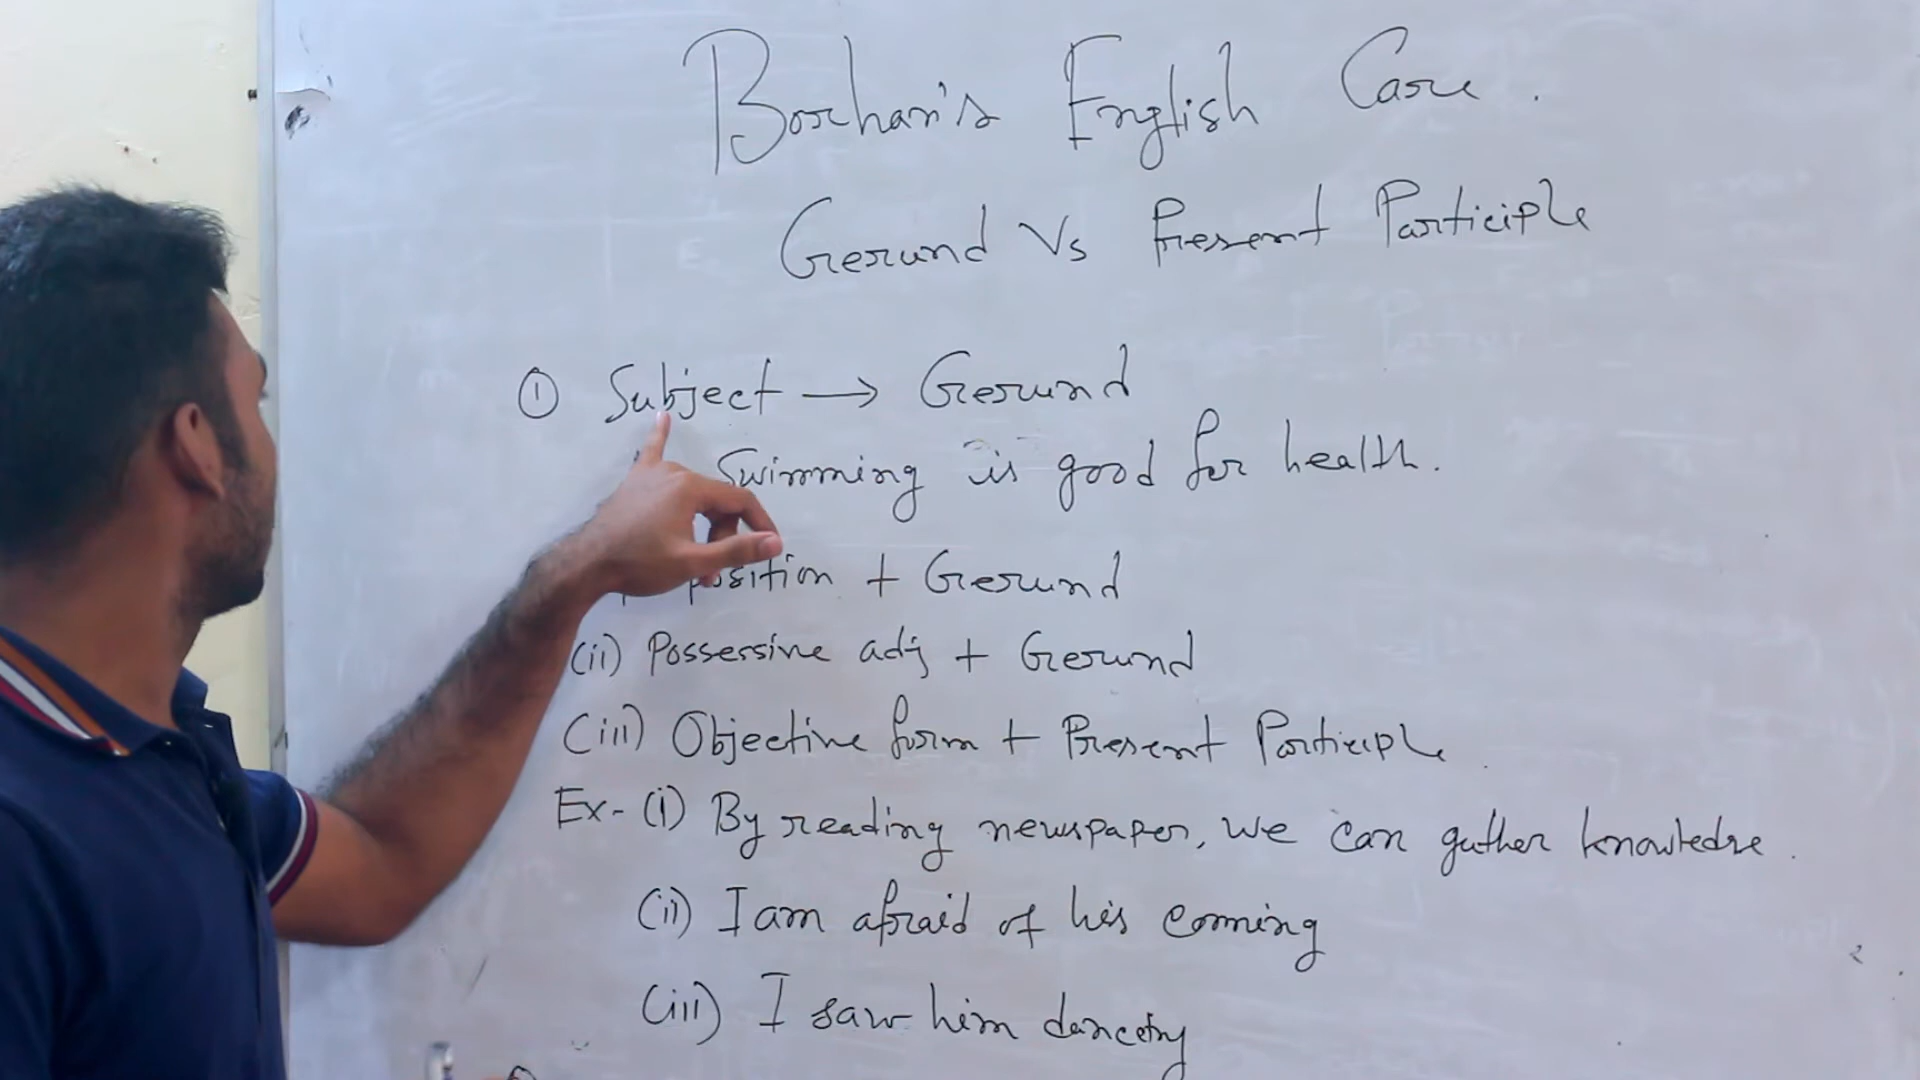 Borhan's English Care.
Gerund Vs Present Participle
① Subject → Gerund
Swimming is good for health.
position + Gerund
(ii) Possessive adj + Gerund
(iii) Objective form + Present Participle
Ex- (i) By reading newspaper, we can gather knowledge.
(ii) I am afraid of his coming
(iii) I saw him dancing